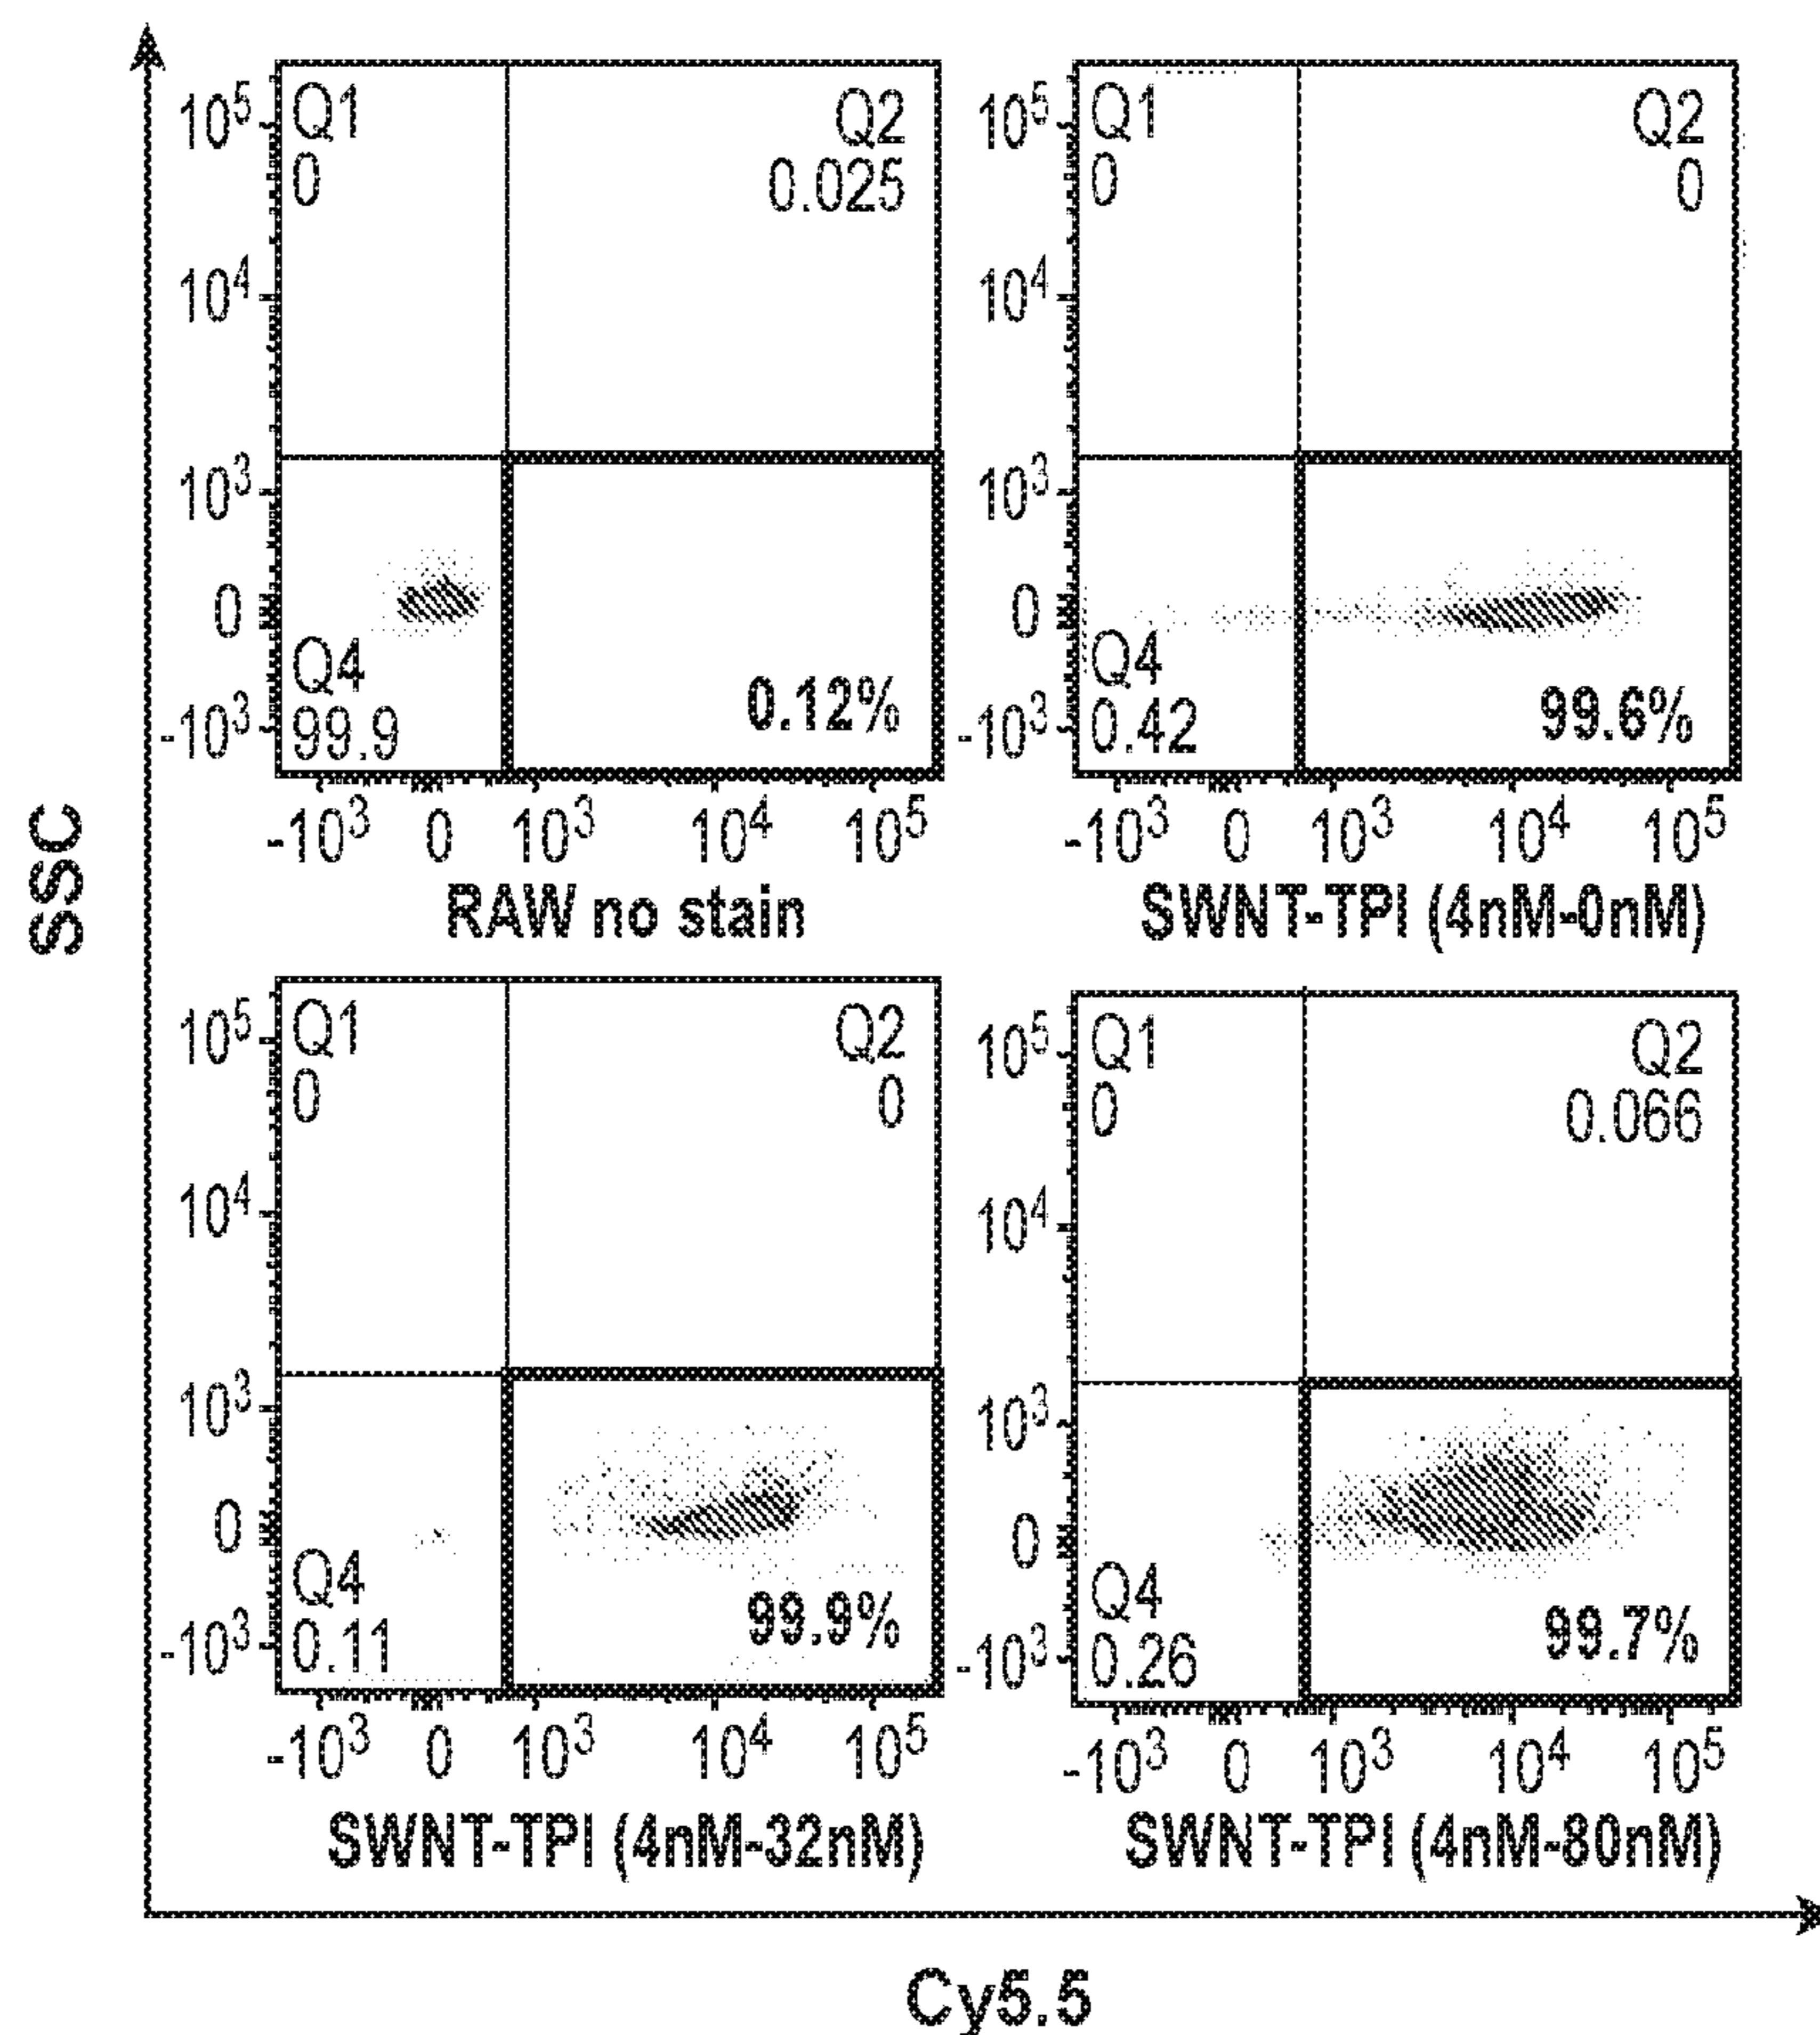 SSC
10^5
10^4
10^3
0
-10^3
Q1
0
Q2
0.025
Q4
99.9
0.12%
-10^3 0 10^3 10^4 10^5
RAW no stain
10^5
10^4
10^3
0
-10^3
Q1
0
Q2
0
Q4
0.42
99.6%
-10^3 0 10^3 10^4 10^5
SWNT-TPI (4nM-0nM)
10^5
10^4
10^3
0
-10^3
Q1
0
Q2
0
Q4
0.11
99.9%
-10^3 0 10^3 10^4 10^5
SWNT-TPI (4nM-32nM)
10^5
10^4
10^3
0
-10^3
Q1
0
Q2
0.066
Q4
0.26
99.7%
-10^3 0 10^3 10^4 10^5
SWNT-TPI (4nM-80nM)
Cy5.5